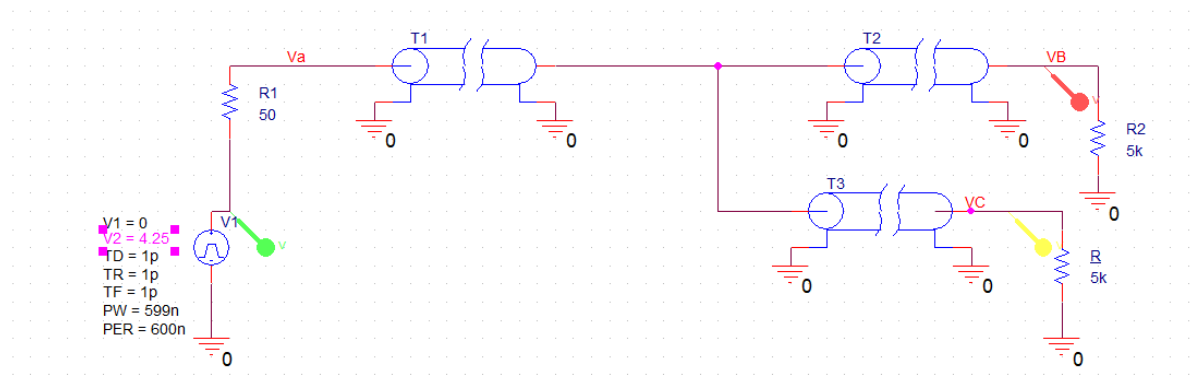 T1
T2
Va
VB
R1
50
0
0
0
0
R2
5k
T3
VC
0
V1 = 0
V1
V2 = 4.25
V
V
V
TD = 1p
TR = 1p
TF = 1p
PW = 599n
PER = 600n
R
5k
0
0
0
0